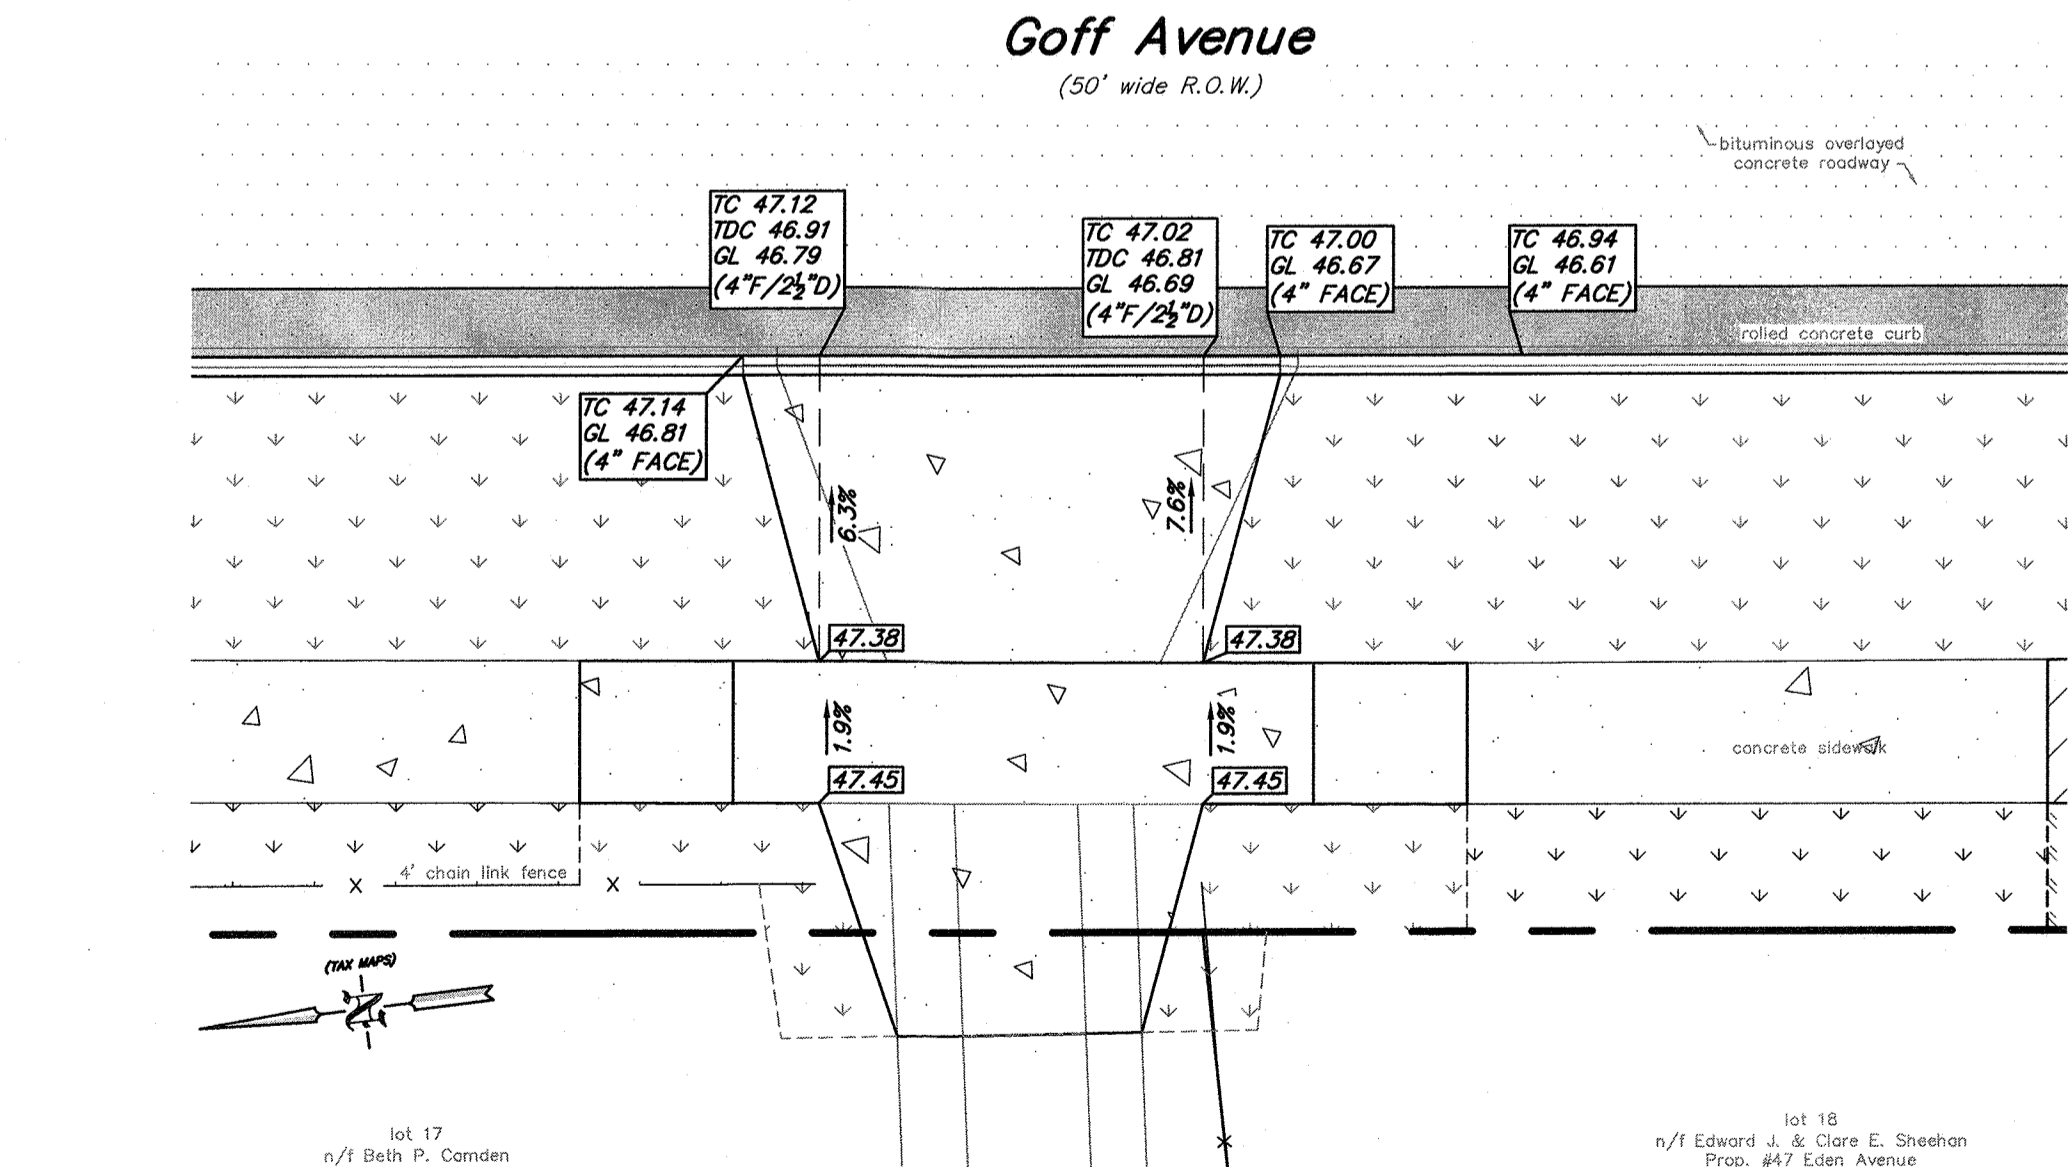 Goff Avenue
(50' wide R.O.W.)
bituminous overlayed
concrete roadway
TC 47.12
TDC 46.91
GL 46.79
(4"F/2½"D)
TC 47.02
TDC 46.81
GL 46.69
(4"F/2½"D)
TC 47.00
GL 46.67
(4" FACE)
TC 46.94
GL 46.61
(4" FACE)
rolled concrete curb
TC 47.14
GL 46.81
(4" FACE)
6.3%
7.6%
47.38
47.38
1.9%
1.9%
concrete sidewalk
47.45
47.45
4' chain link fence
(TAX MAPS)
lot 17
n/f Beth P. Camden
lot 18
n/f Edward J. & Clare E. Sheehan
Prop. #47 Eden Avenue